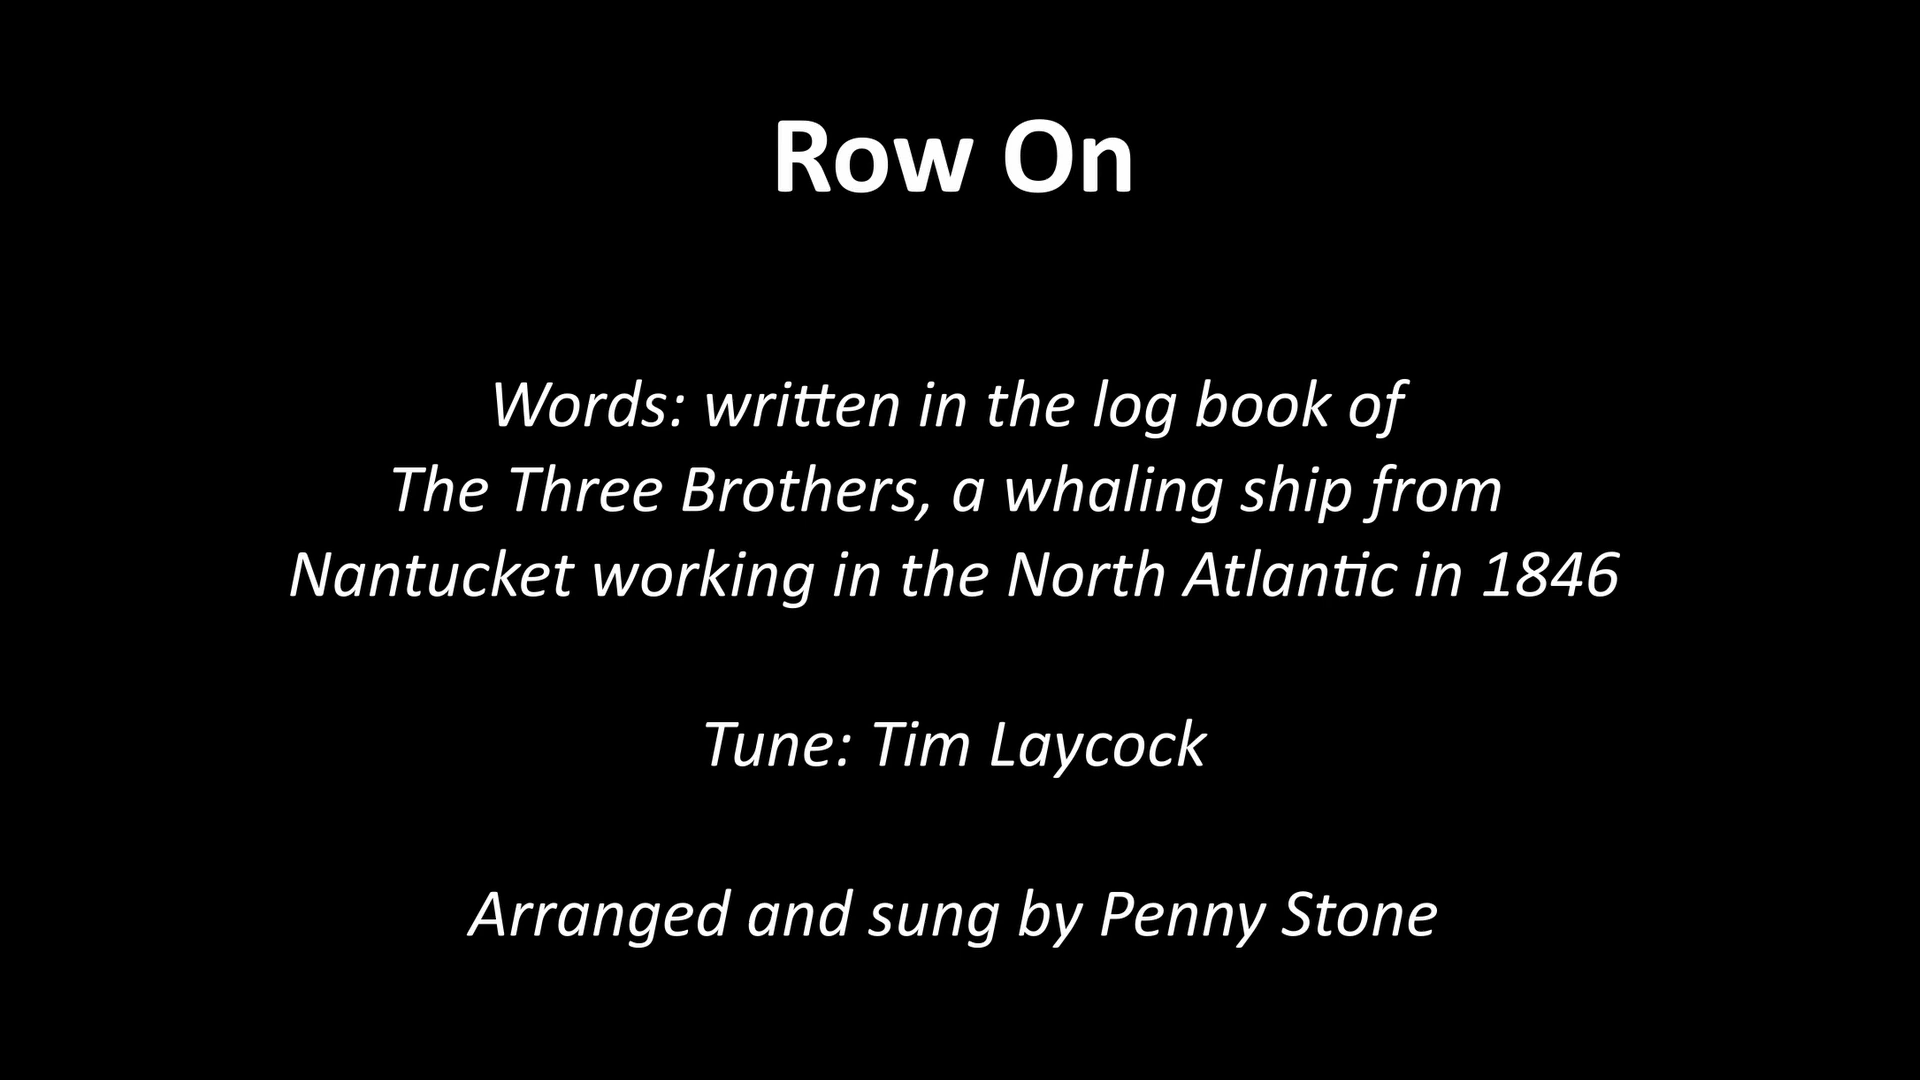 Row On
Words: written in the log book of
The Three Brothers, a whaling ship from
Nantucket working in the North Atlantic in 1846
Tune: Tim Laycock
Arranged and sung by Penny Stone